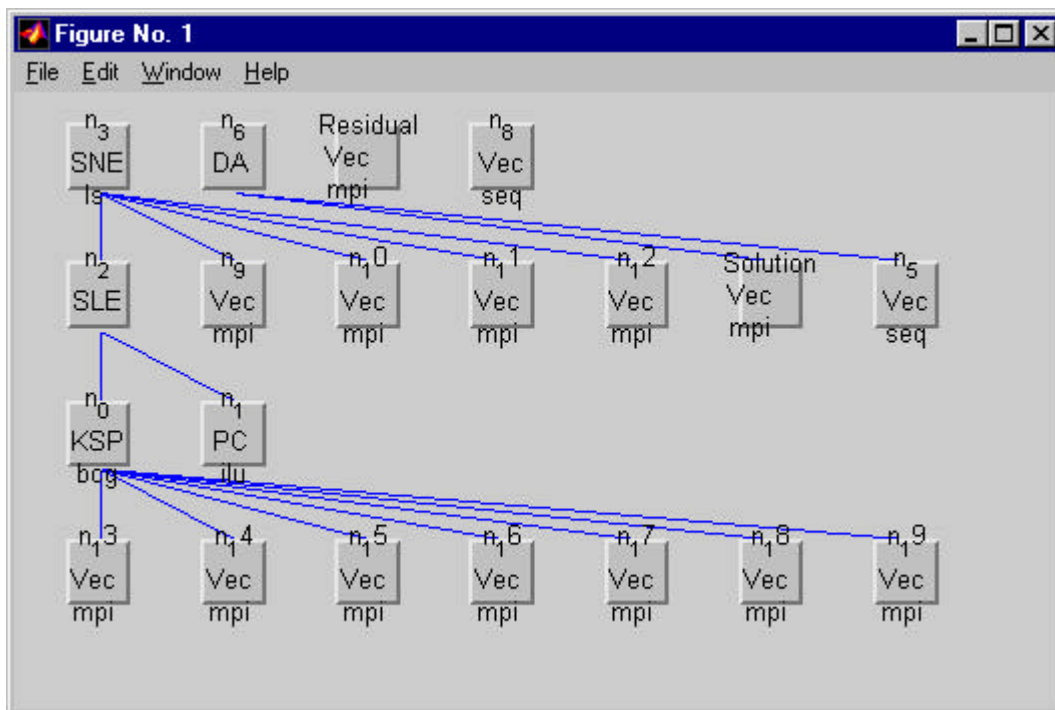 Figure No. 1
File Edit Window Help
n3 n6 Residual n8
SNE DA Vec Vec
ls mpi seq
n2 n9 n10 n11 n12 Solution n5
SLE Vec Vec Vec Vec Vec Vec
mpi mpi mpi mpi mpi seq
n0 n1
KSP PC
bcg ilu
n13 n14 n15 n16 n17 n18 n19
Vec Vec Vec Vec Vec Vec Vec
mpi mpi mpi mpi mpi mpi mpi